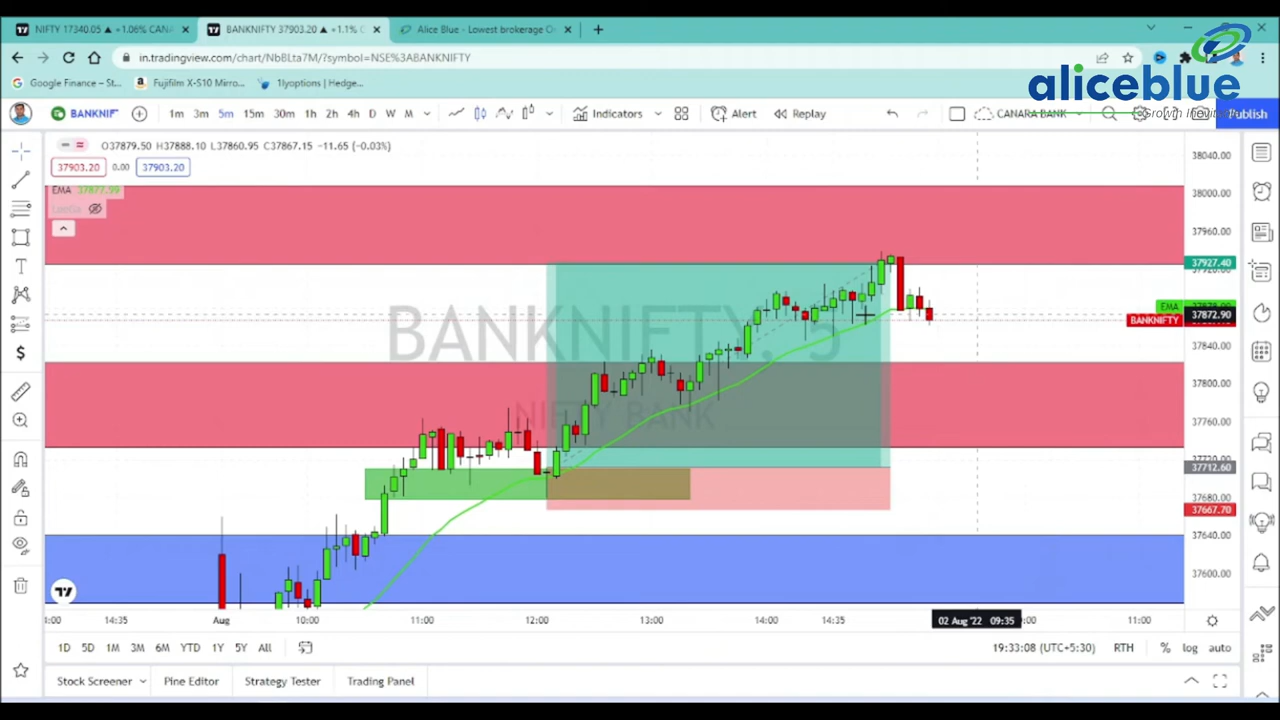 NIFTY 17340.05 ▲ +1.06% CANA
BANKNIFTY 37903.20 ▲ +1.1% C
Alice Blue - Lowest brokerage O
in.tradingview.com/chart/NbBLta7M/?symbol=NSE%3ABANKNIFTY
aliceblue
Google Finance - St...
Fujifilm X-S10 Mirro...
1lyoptions | Hedge...
BANKNIF
1m 3m 5m 15m 30m 1h 2h 4h D W M
Indicators
Alert
Replay
CANARA BANK
Publish
O37879.50 H37888.10 L37860.95 C37867.15 −11.65 (−0.03%)
37903.20 0.00 37903.20
EMA 37877.99
BANKNIFTY, 5
NIFTY BANK
38040.00
38000.00
37960.00
37927.40
EMA
37872.90
BANKNIFTY
37840.00
37800.00
37760.00
37720.00
37712.60
37680.00
37667.70
37640.00
37600.00
14:35 Aug 10:00 11:00 12:00 13:00 14:00 14:35 02 Aug '22 09:35 11:00
1D 5D 1M 3M 6M YTD 1Y 5Y All
19:33:08 (UTC+5:30) RTH % log auto
Stock Screener Pine Editor Strategy Tester Trading Panel